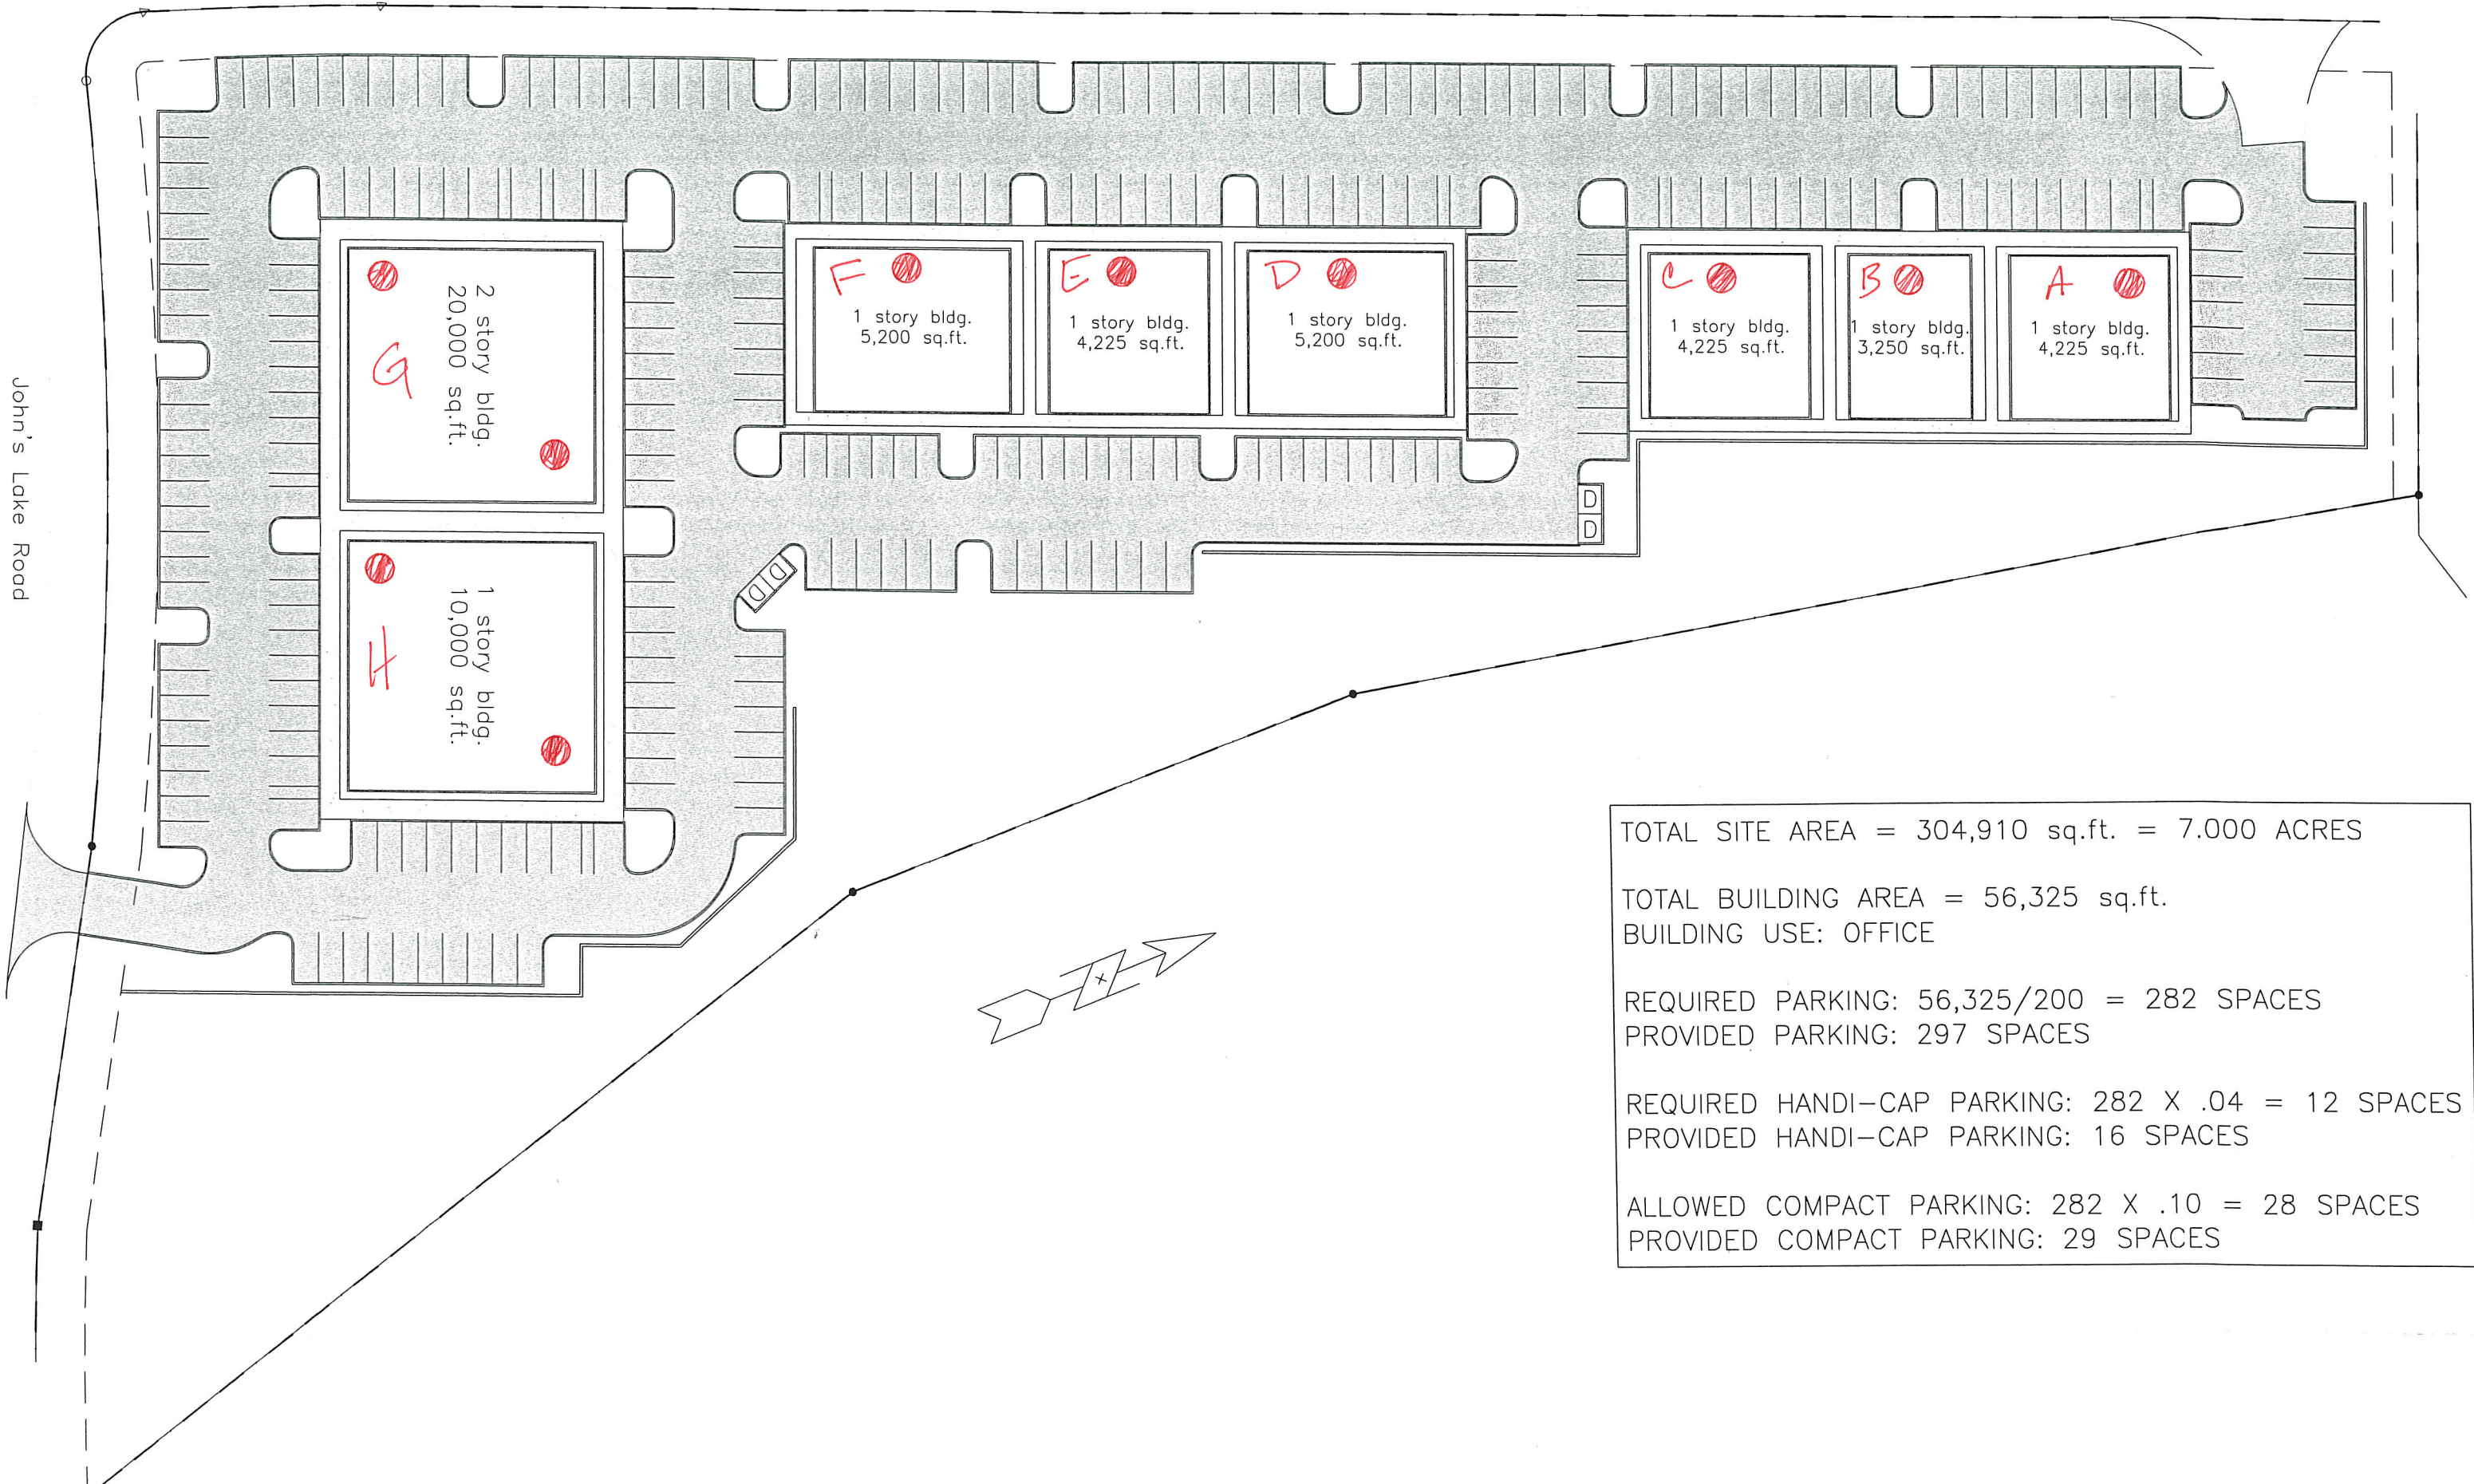 F
1 story bldg.
5,200 sq.ft.
E
1 story bldg.
4,225 sq.ft.
D
1 story bldg.
5,200 sq.ft.
C
1 story bldg.
4,225 sq.ft.
B
1 story bldg.
3,250 sq.ft.
A
1 story bldg.
4,225 sq.ft.
2 story bldg.
20,000 sq.ft.
G
1 story bldg.
10,000 sq.ft.
H
D
D
D
D
John's Lake Road
TOTAL SITE AREA = 304,910 sq.ft. = 7.000 ACRES
TOTAL BUILDING AREA = 56,325 sq.ft.
BUILDING USE: OFFICE
REQUIRED PARKING: 56,325/200 = 282 SPACES
PROVIDED PARKING: 297 SPACES
REQUIRED HANDI-CAP PARKING: 282 X .04 = 12 SPACES
PROVIDED HANDI-CAP PARKING: 16 SPACES
ALLOWED COMPACT PARKING: 282 X .10 = 28 SPACES
PROVIDED COMPACT PARKING: 29 SPACES